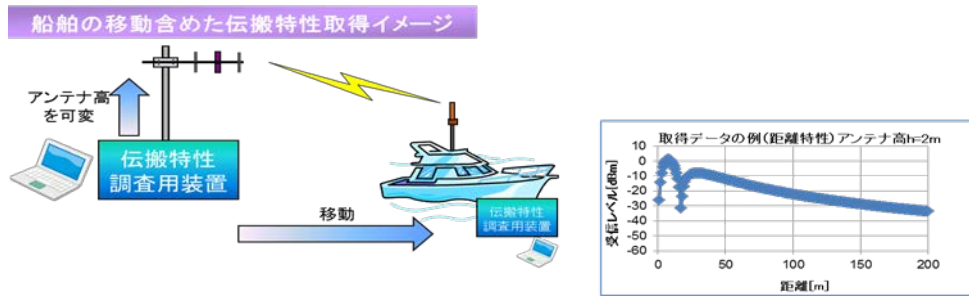 船舶の移動含めた伝搬特性取得イメージ
アンテナ高
を可変
伝搬特性
調査用装置
移動
伝搬特性
調査用装置
取得データの例(距離特性)アンテナ高h=2m
受信レベル[dBm]
10
0
-10
-20
-30
-40
-50
-60
0
50
100
150
200
距離[m]